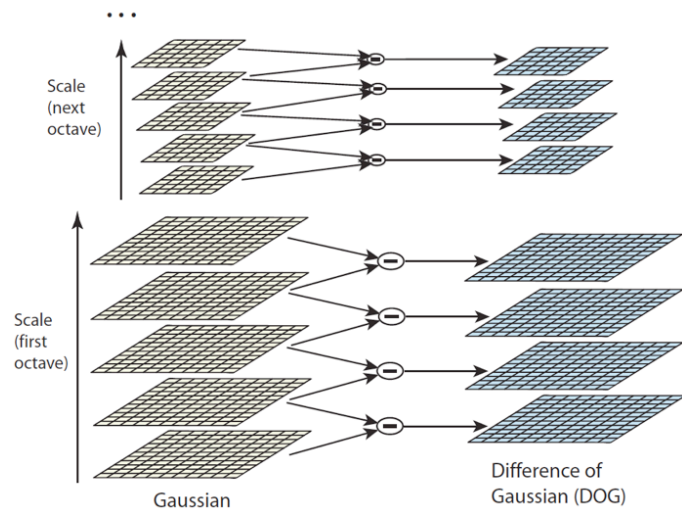 ...
Scale
(next
octave)
Scale
(first
octave)
Gaussian
Difference of
Gaussian (DOG)